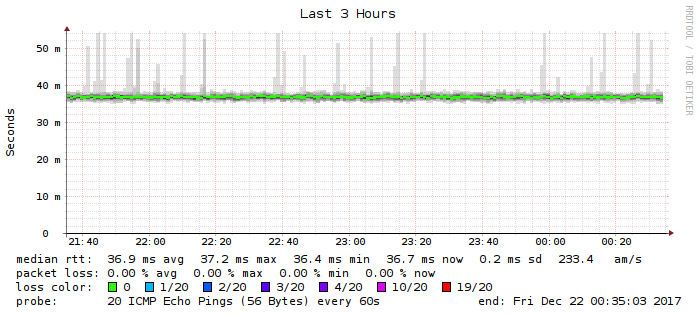 Last 3 Hours
RRDTOOL / TOBI OETIKER
Seconds
50 m
40 m
30 m
20 m
10 m
0
21:40 22:00 22:20 22:40 23:00 23:20 23:40 00:00 00:20
median rtt: 36.9 ms avg 37.2 ms max 36.4 ms min 36.7 ms now 0.2 ms sd 233.4 am/s
packet loss: 0.00 % avg 0.00 % max 0.00 % min 0.00 % now
loss color: 0 1/20 2/20 3/20 4/20 10/20 19/20
probe: 20 ICMP Echo Pings (56 Bytes) every 60s end: Fri Dec 22 00:35:03 2017